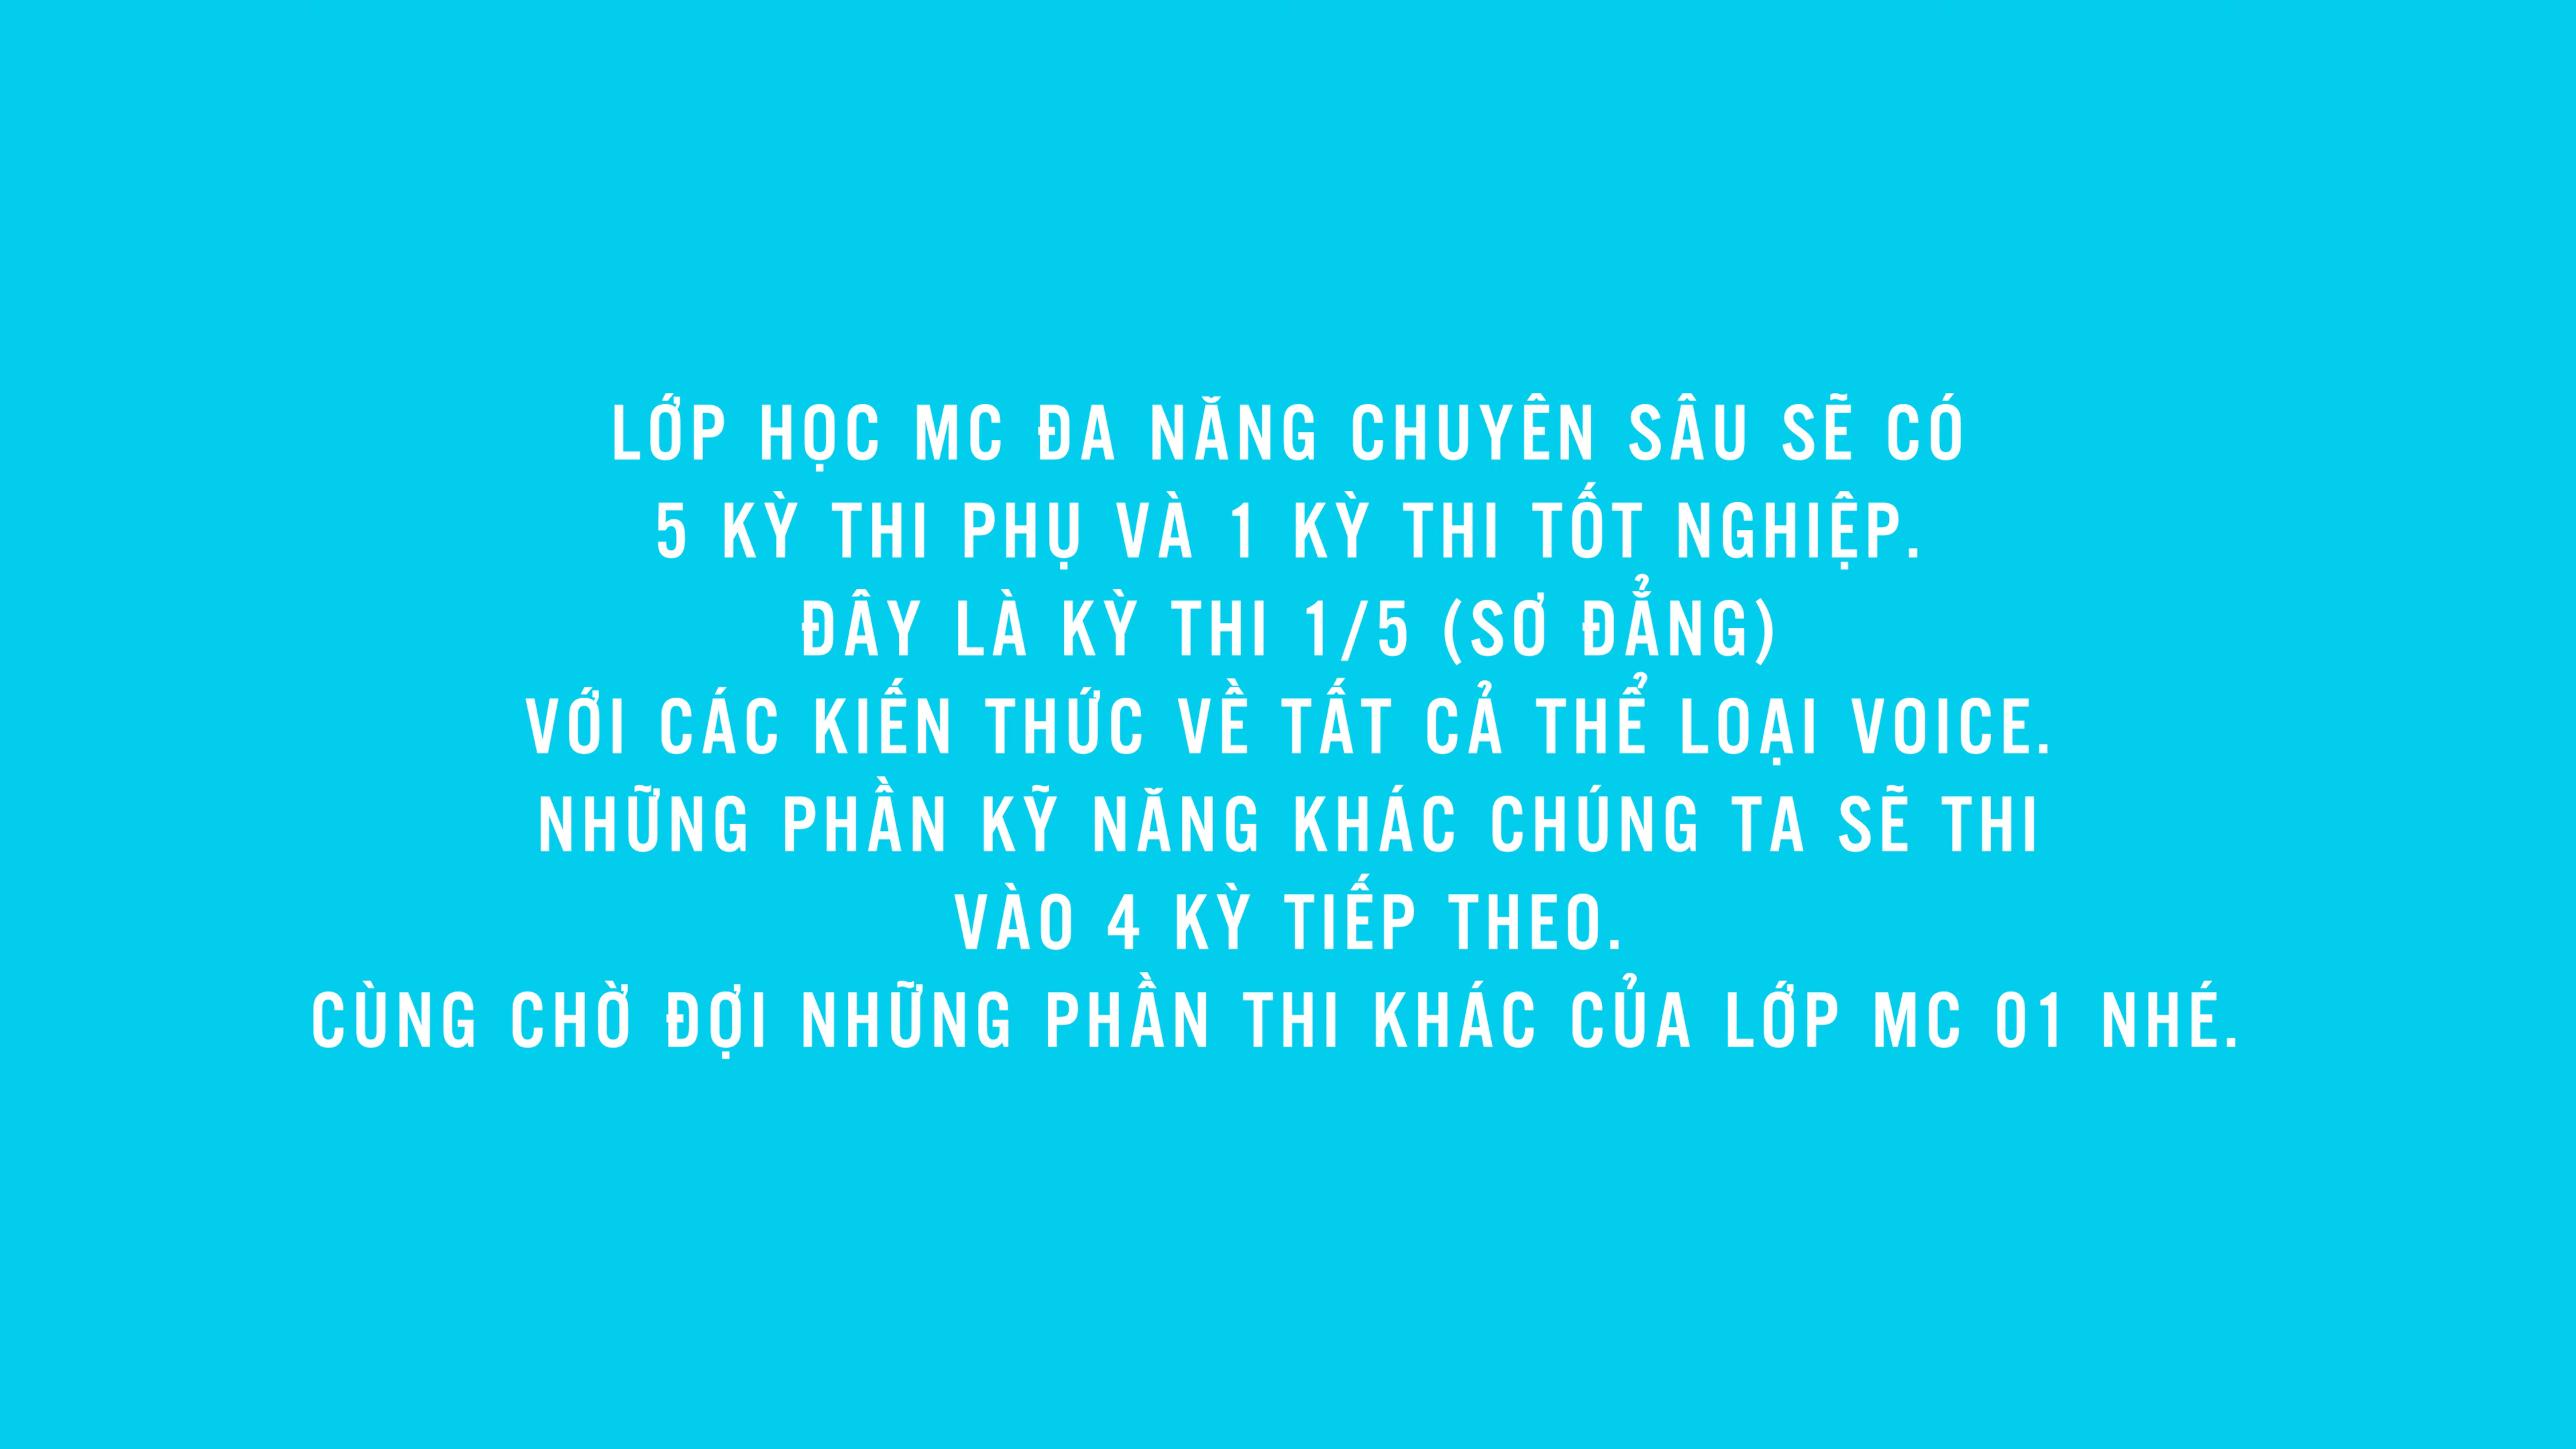 LỚP HỌC MC ĐA NĂNG CHUYÊN SÂU SẼ CÓ
5 KỲ THI PHỤ VÀ 1 KỲ THI TỐT NGHIỆP.
ĐÂY LÀ KỲ THI 1/5 (SƠ ĐẲNG)
VỚI CÁC KIẾN THỨC VỀ TẤT CẢ THỂ LOẠI VOICE.
NHỮNG PHẦN KỸ NĂNG KHÁC CHÚNG TA SẼ THI
VÀO 4 KỲ TIẾP THEO.
CÙNG CHỜ ĐỢI NHỮNG PHẦN THI KHÁC CỦA LỚP MC 01 NHÉ.